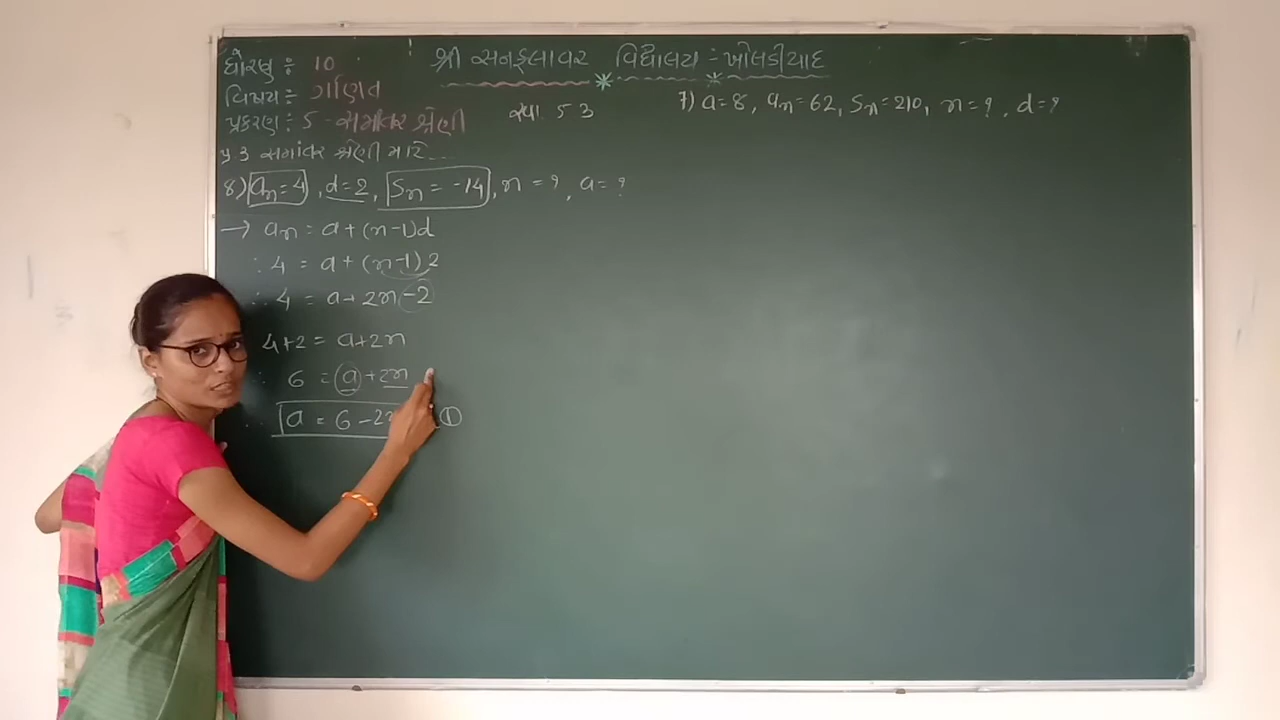 ધોરણ : 10
શ્રી સનફ્લાવર વિદ્યાલય - ખોલડીયાદ
વિષય : ગણિત
પ્રકરણ : 5 - સમાંતર શ્રેણી
સ્વા 5 3
7) a = 8, an = 62, Sn = 210, n = ?, d = ?
પ્ર 3 સમાંતર શ્રેણી માટે...
8) an = 4, d = 2, Sn = -14, n = ?, a = ?
→ an = a + (n-1)d
∴ 4 = a + (n-1)2
∴ 4 = a + 2n - 2
4+2 = a+2n
∴ 6 = a + 2n
∴ a = 6 - 2 ①